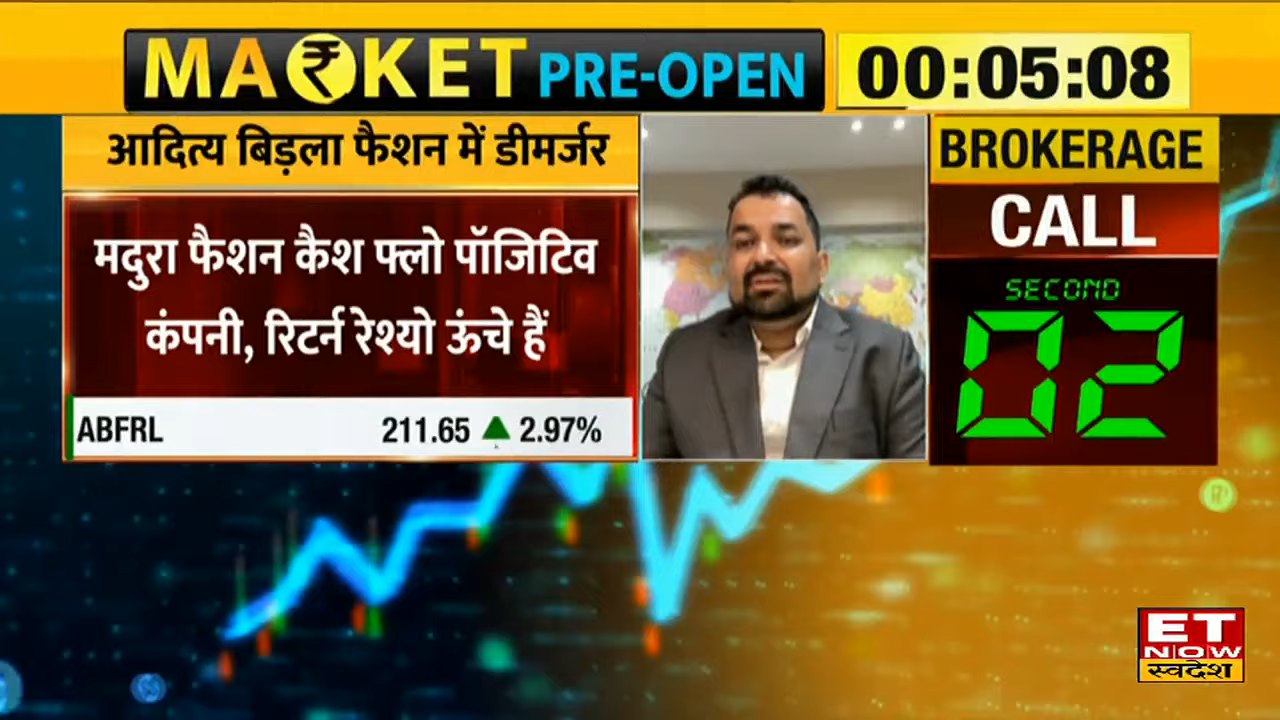 MA₹KET PRE-OPEN
00:05:08
आदित्य बिड़ला फैशन में डीमर्जर
मदुरा फैशन कैश फ्लो पॉजिटिव
कंपनी, रिटर्न रेश्यो ऊंचे हैं
ABFRL 211.65 ▲ 2.97%
BROKERAGE
CALL
SECOND
02
ET
NOW
स्वदेश